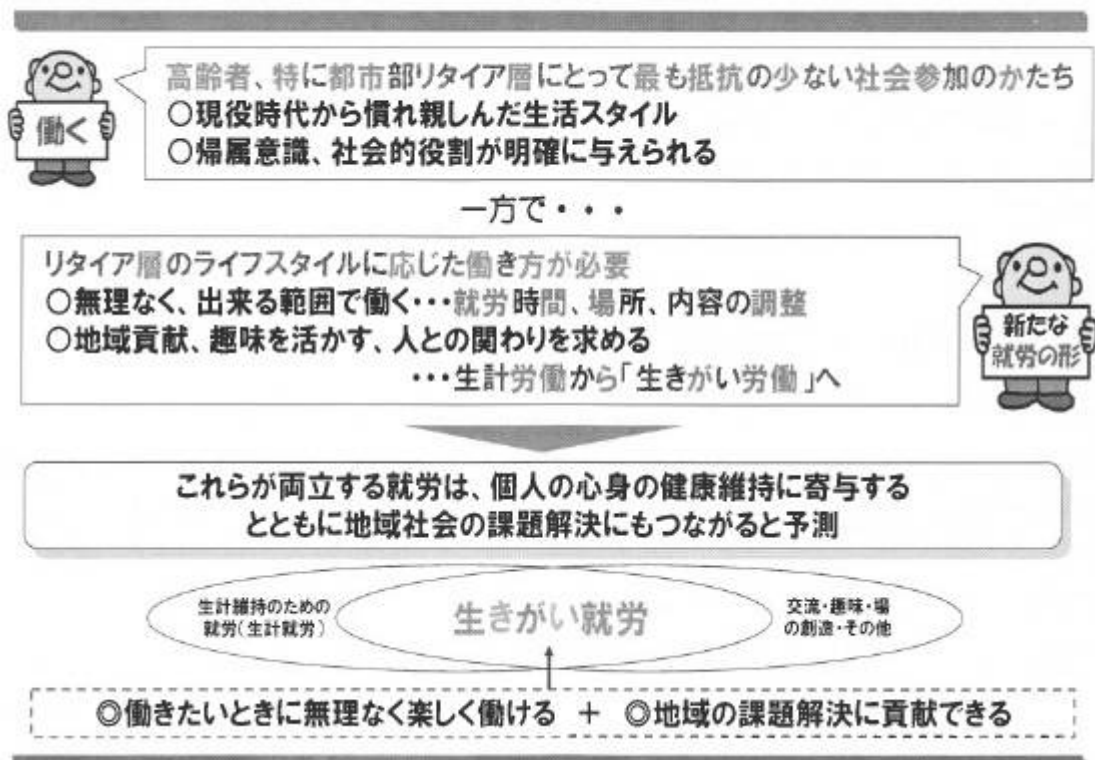 高齢者、特に都市部リタイア層にとって最も抵抗の少ない社会参加のかたち
働く
○現役時代から慣れ親しんだ生活スタイル
○帰属意識、社会的役割が明確に与えられる
一方で・・・
リタイア層のライフスタイルに応じた働き方が必要
○無理なく、出来る範囲で働く・・・就労時間、場所、内容の調整
○地域貢献、趣味を活かす、人との関わりを求める
・・・生計労働から「生きがい労働」へ
新たな
就労の形
これらが両立する就労は、個人の心身の健康維持に寄与する
とともに地域社会の課題解決にもつながると予測
生計維持のための
就労(生計就労)
生きがい就労
交流・趣味・場
の創造・その他
◎働きたいときに無理なく楽しく働ける + ◎地域の課題解決に貢献できる